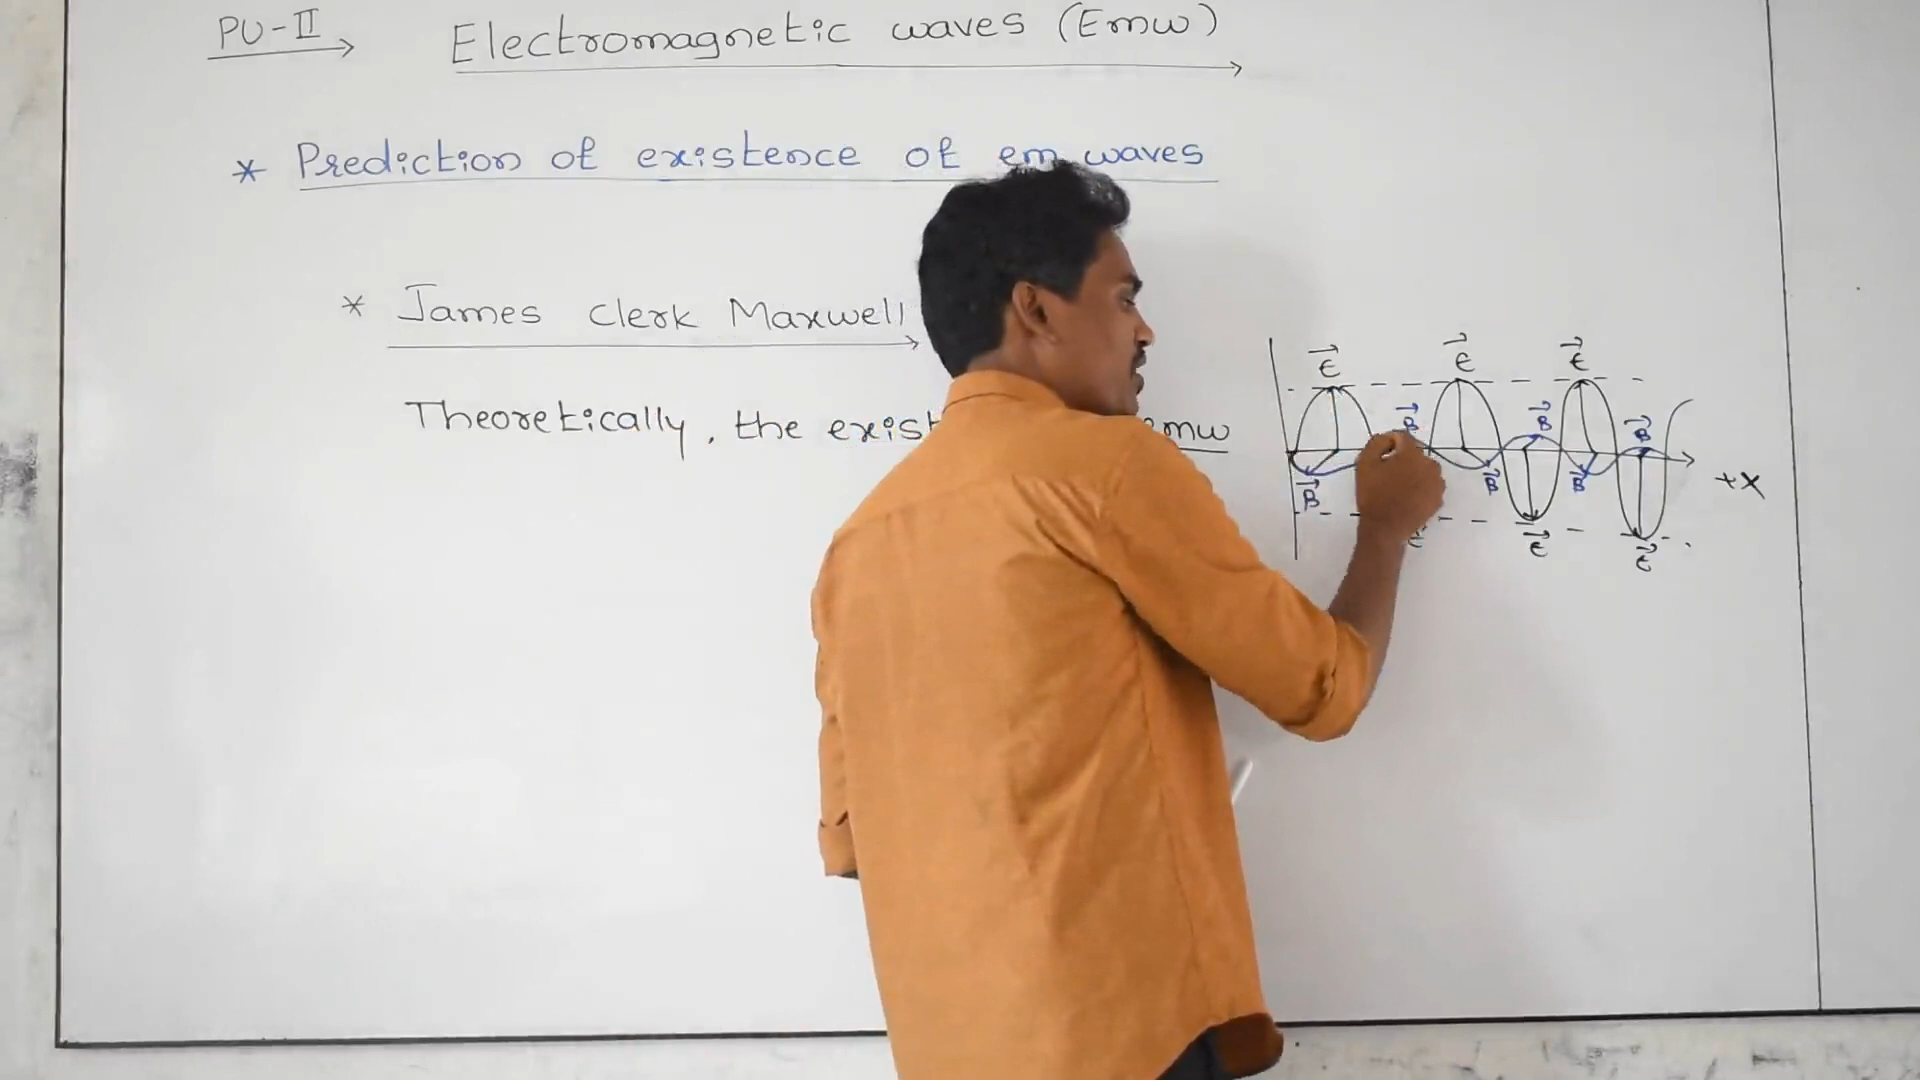 PU-II
Electromagnetic waves (Emw)
* Prediction of existence of em waves
* James Clerk Maxwell
Theoretically, the exist emw
E E E
B B B
B B B
E E E
+X